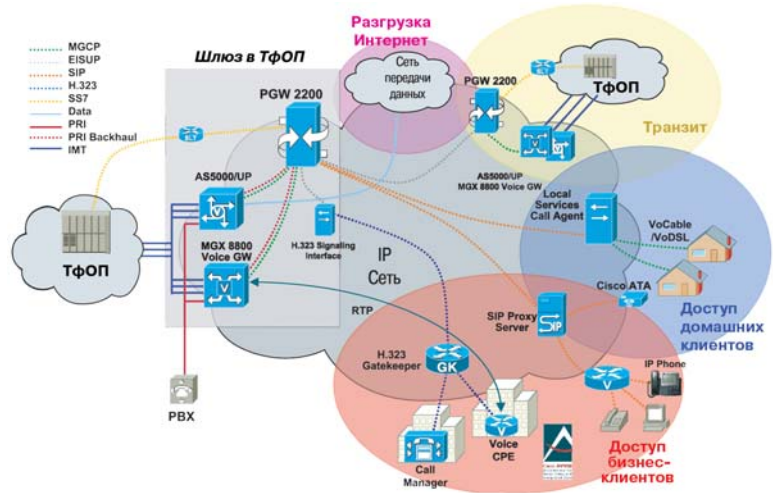 MGCP
EISUP
SIP
H.323
SS7
Data
PRI
PRI Backhaul
IMT
Шлюз в ТфОП
PGW 2200
Разгрузка
Интернет
Сеть
передачи
данных
PGW 2200
ТфОП
Транзит
AS5000/UP
MGX 8800 Voice GW
AS5000/UP
V
MGX 8800
Voice GW
V
ТфОП
H.323 Signaling
Interface
IP
Сеть
RTP
Local
Services
Call Agent
VoCable
/VoDSL
Cisco ATA
SIP Proxy
Server
SIP
Доступ
домашних
клиентов
H.323
Gatekeeper
GK
V
IP Phone
PBX
Call
Manager
V
Voice
CPE
Доступ
бизнес-
клиентов